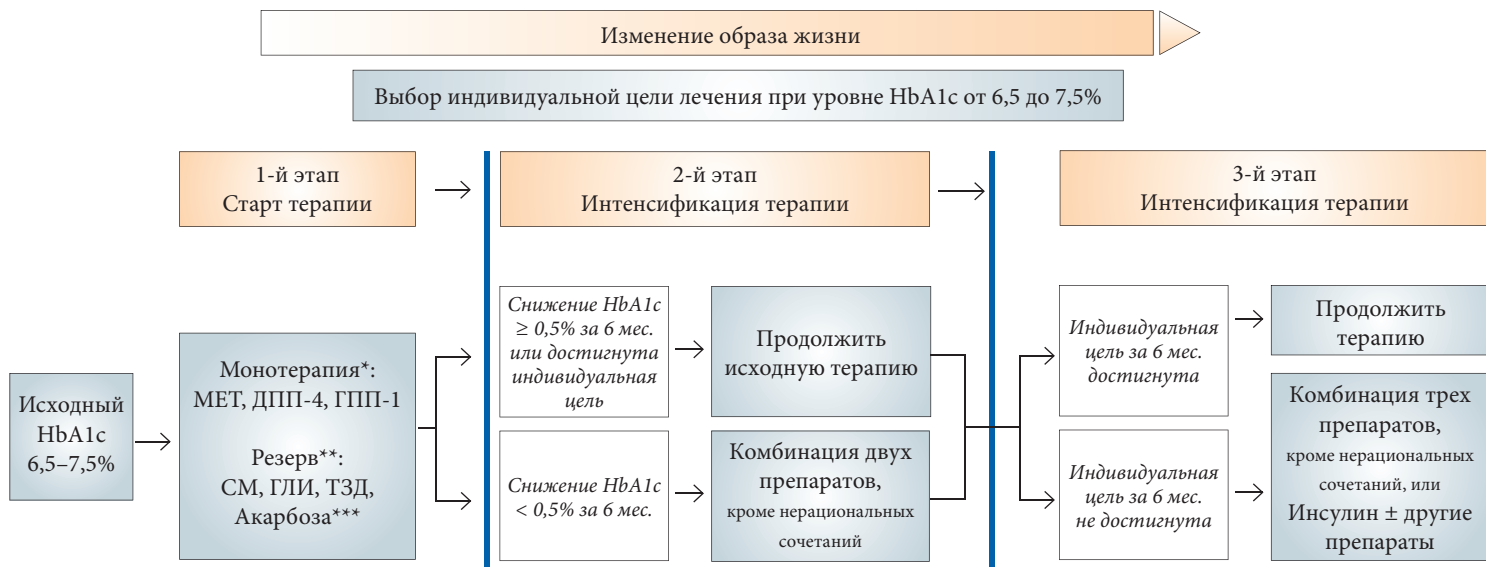 Изменение образа жизни
Выбор индивидуальной цели лечения при уровне HbA1c от 6,5 до 7,5%
1-й этап
Старт терапии
2-й этап
Интенсификация терапии
3-й этап
Интенсификация терапии
Исходный
HbA1c
6,5–7,5%
Монотерапия*:
МЕТ, ДПП-4, ГПП-1
Резерв**:
СМ, ГЛИ, ТЗД,
Акарбоза***
Снижение HbA1c
≥ 0,5% за 6 мес.
или достигнута
индивидуальная
цель
Продолжить
исходную терапию
Снижение HbA1c
< 0,5% за 6 мес.
Комбинация двух
препаратов,
кроме нерациональных
сочетаний
Индивидуальная
цель за 6 мес.
достигнута
Продолжить
терапию
Индивидуальная
цель за 6 мес.
не достигнута
Комбинация трех
препаратов,
кроме нерациональных
сочетаний, или
Инсулин ± другие
препараты